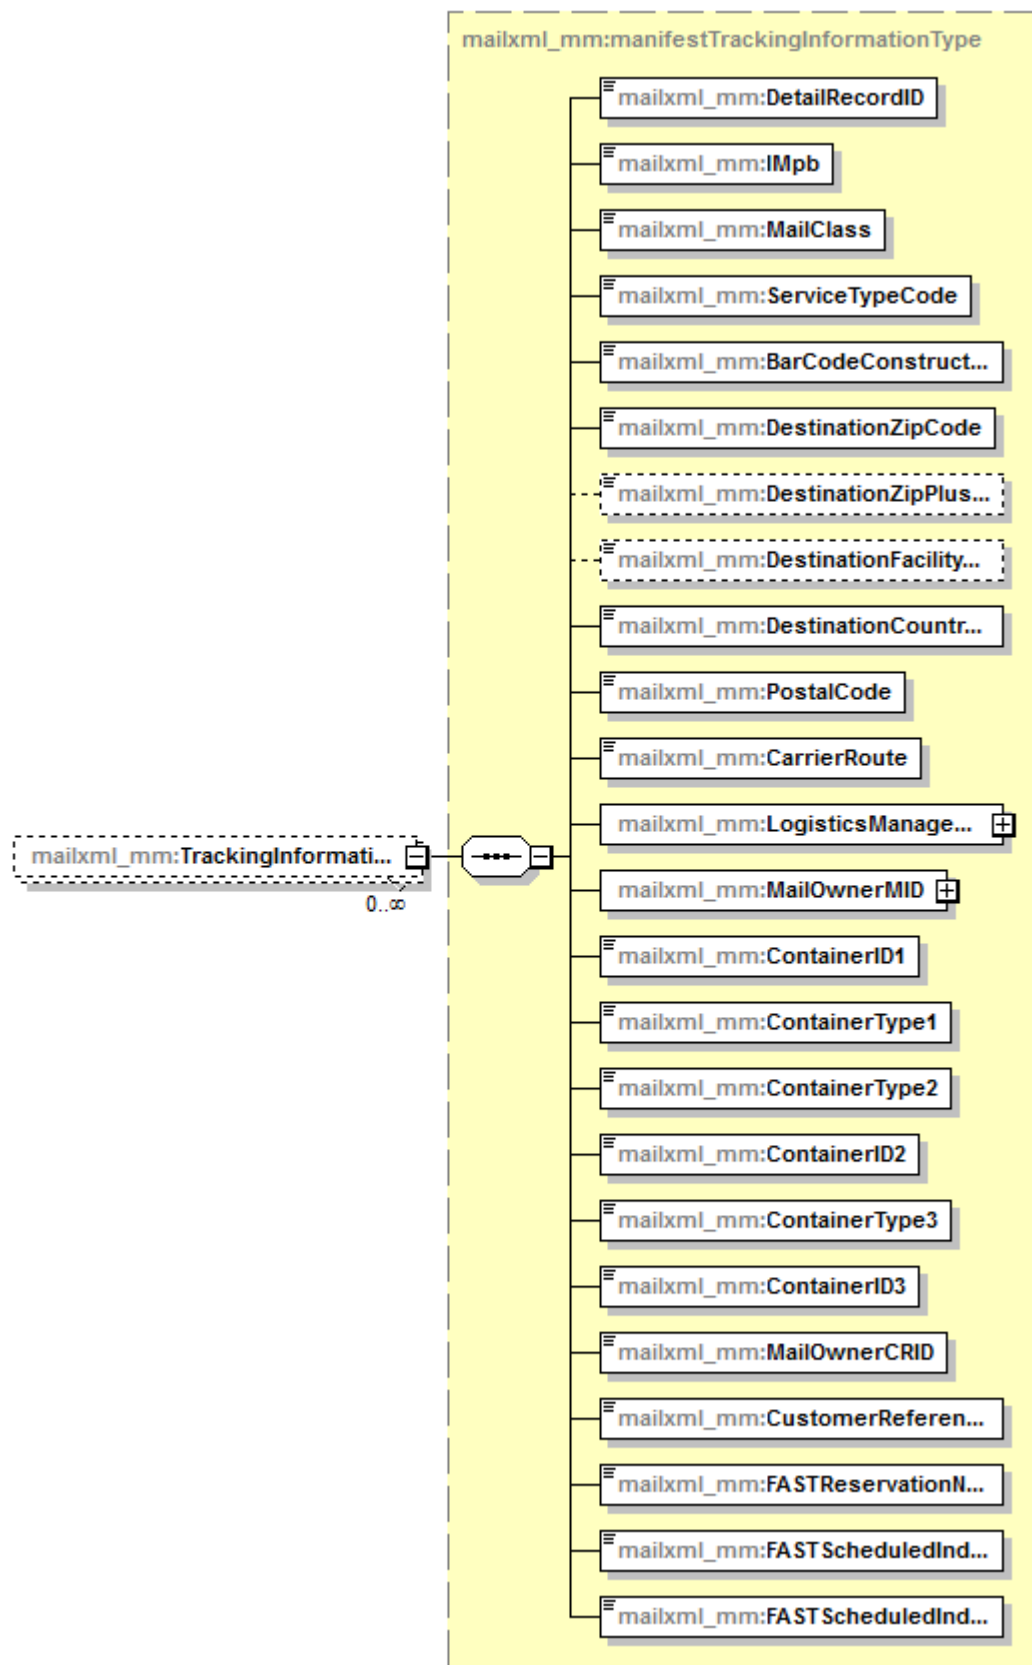 mailxml_mm:manifestTrackingInformationType
mailxml_mm:DetailRecordID
mailxml_mm:IMpb
mailxml_mm:MailClass
mailxml_mm:ServiceTypeCode
mailxml_mm:BarCodeConstruct...
mailxml_mm:DestinationZipCode
mailxml_mm:DestinationZipPlus...
mailxml_mm:DestinationFacility...
mailxml_mm:DestinationCountr...
mailxml_mm:PostalCode
mailxml_mm:CarrierRoute
mailxml_mm:LogisticsManage...
mailxml_mm:TrackingInformati...
0..∞
mailxml_mm:MailOwnerMID
mailxml_mm:ContainerID1
mailxml_mm:ContainerType1
mailxml_mm:ContainerType2
mailxml_mm:ContainerID2
mailxml_mm:ContainerType3
mailxml_mm:ContainerID3
mailxml_mm:MailOwnerCRID
mailxml_mm:CustomerReferen...
mailxml_mm:FASTReservationN...
mailxml_mm:FASTScheduledInd...
mailxml_mm:FASTScheduledInd...